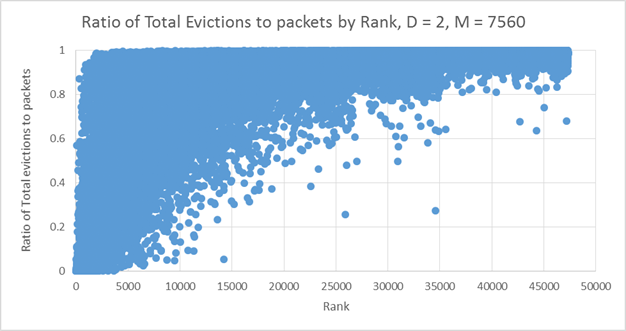 Ratio of Total Evictions to packets by Rank, D = 2, M = 7560
Ratio of Total evictions to packets
1
0.8
0.6
0.4
0.2
0
0 5000 10000 15000 20000 25000 30000 35000 40000 45000 50000
Rank